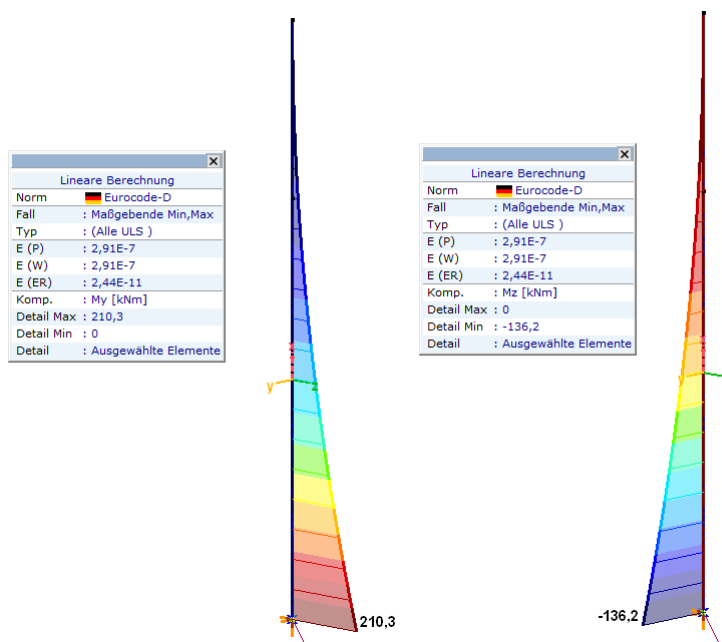 Lineare Berechnung
Norm Eurocode-D
Fall : Maßgebende Min,Max
Typ : (Alle ULS )
E (P) : 2,91E-7
E (W) : 2,91E-7
E (ER) : 2,44E-11
Komp. : My [kNm]
Detail Max : 210,3
Detail Min : 0
Detail : Ausgewählte Elemente
y z
210,3
Lineare Berechnung
Norm Eurocode-D
Fall : Maßgebende Min,Max
Typ : (Alle ULS )
E (P) : 2,91E-7
E (W) : 2,91E-7
E (ER) : 2,44E-11
Komp. : Mz [kNm]
Detail Max : 0
Detail Min : -136,2
Detail : Ausgewählte Elemente
y
-136,2